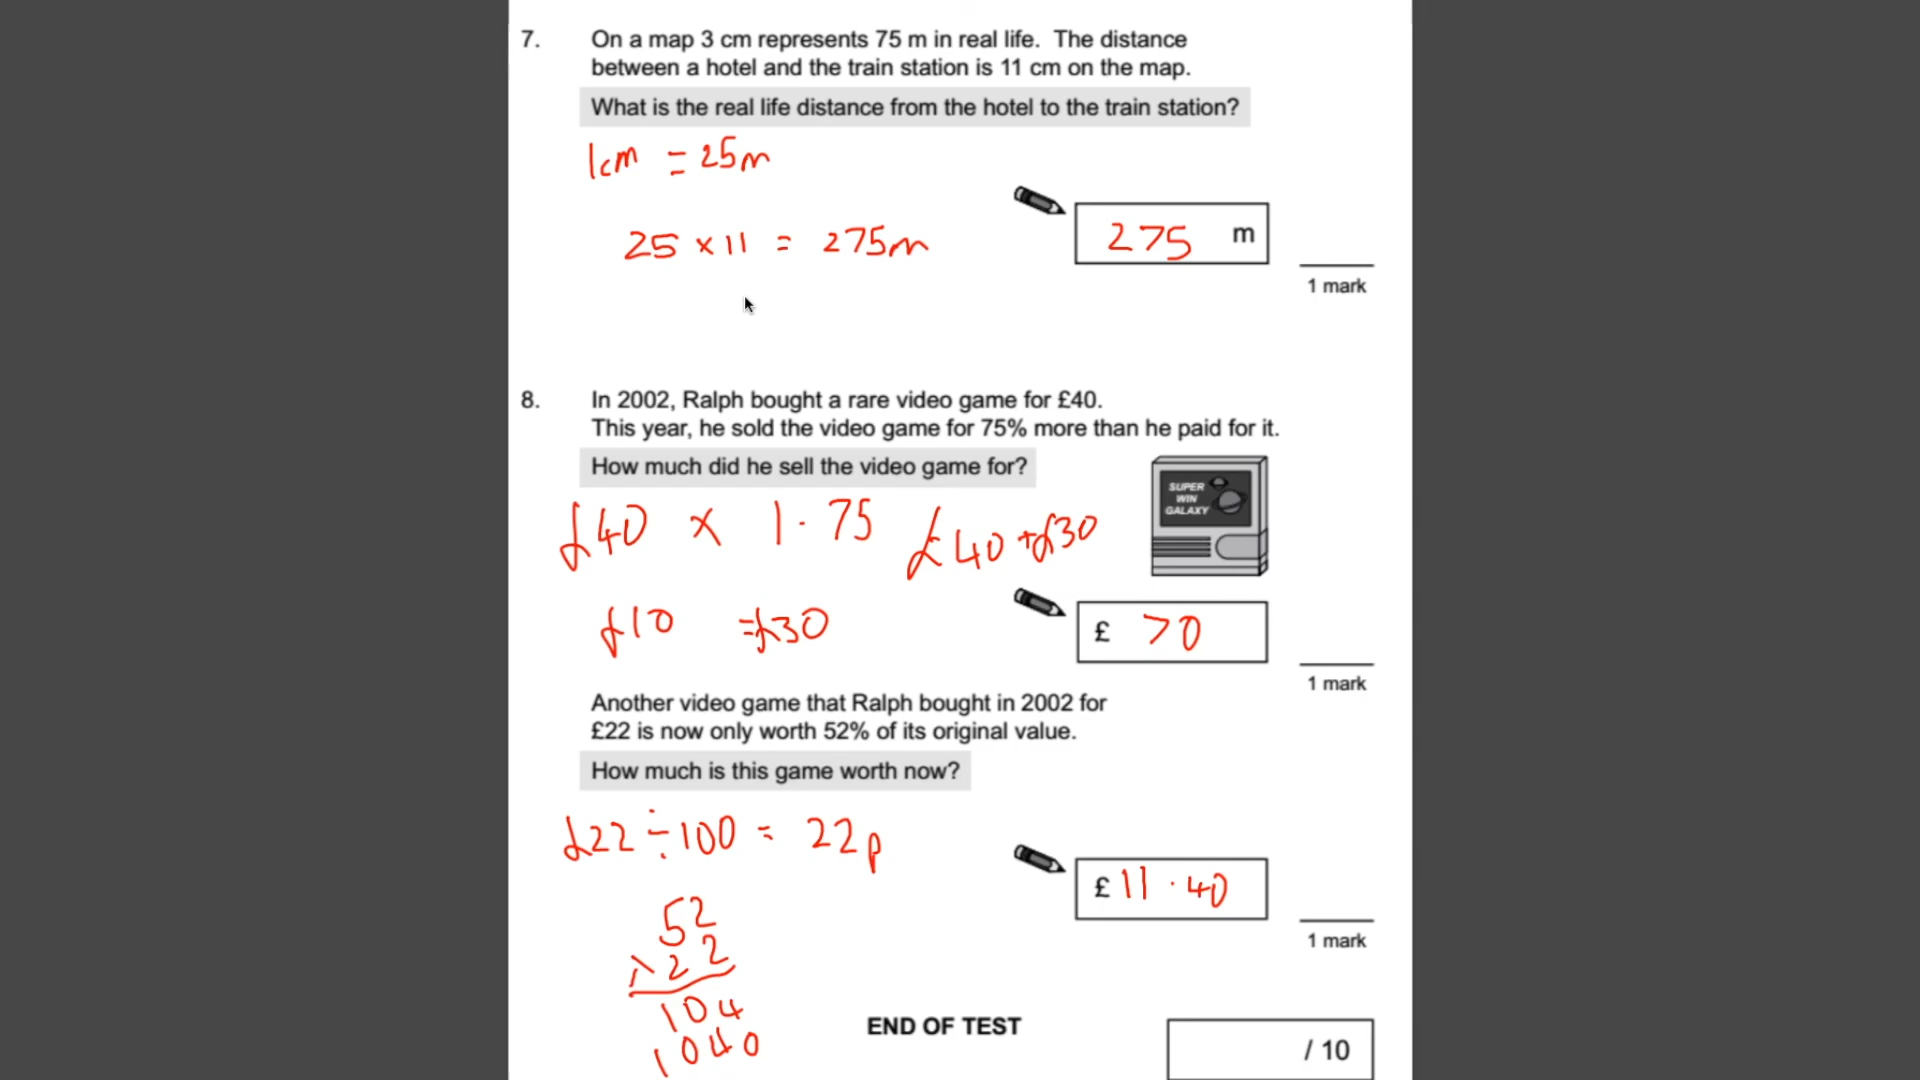 7. On a map 3 cm represents 75 m in real life. The distance
between a hotel and the train station is 11 cm on the map.
What is the real life distance from the hotel to the train station?
1cm = 25m
25 × 11 = 275m
275 m
1 mark
8. In 2002, Ralph bought a rare video game for £40.
This year, he sold the video game for 75% more than he paid for it.
How much did he sell the video game for?
SUPER
WIN
GALAXY
£40 × 1.75 £40+£30
£10 =£30
£ 70
1 mark
Another video game that Ralph bought in 2002 for
£22 is now only worth 52% of its original value.
How much is this game worth now?
£22 ÷ 100 = 22p
£ 11.40
1 mark
52
×22
104
1040
END OF TEST
/ 10